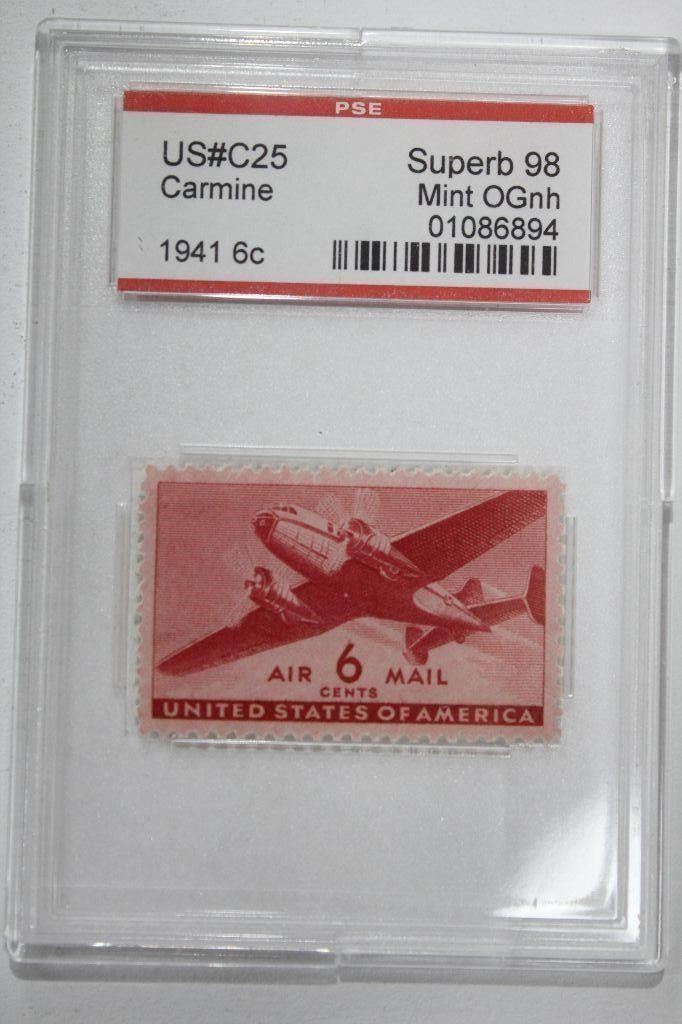 PSE
US#C25 Superb 98
Carmine Mint OGnh
01086894
1941 6c
AIR 6 MAIL
CENTS
UNITED STATES OF AMERICA